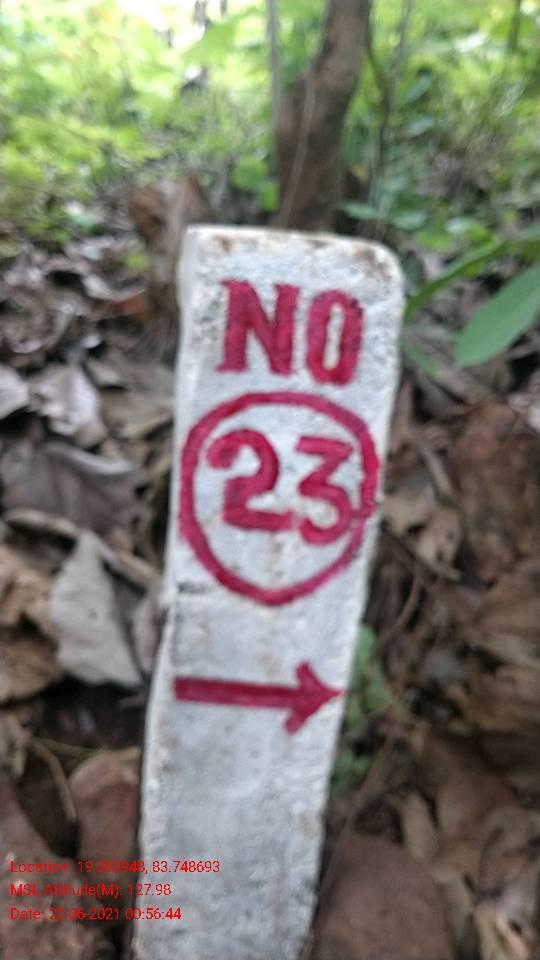 NO
23
Location: 19.093948, 83.748693
MSL Altitude(M): 127.98
Date: 22-06-2021 00:56:44